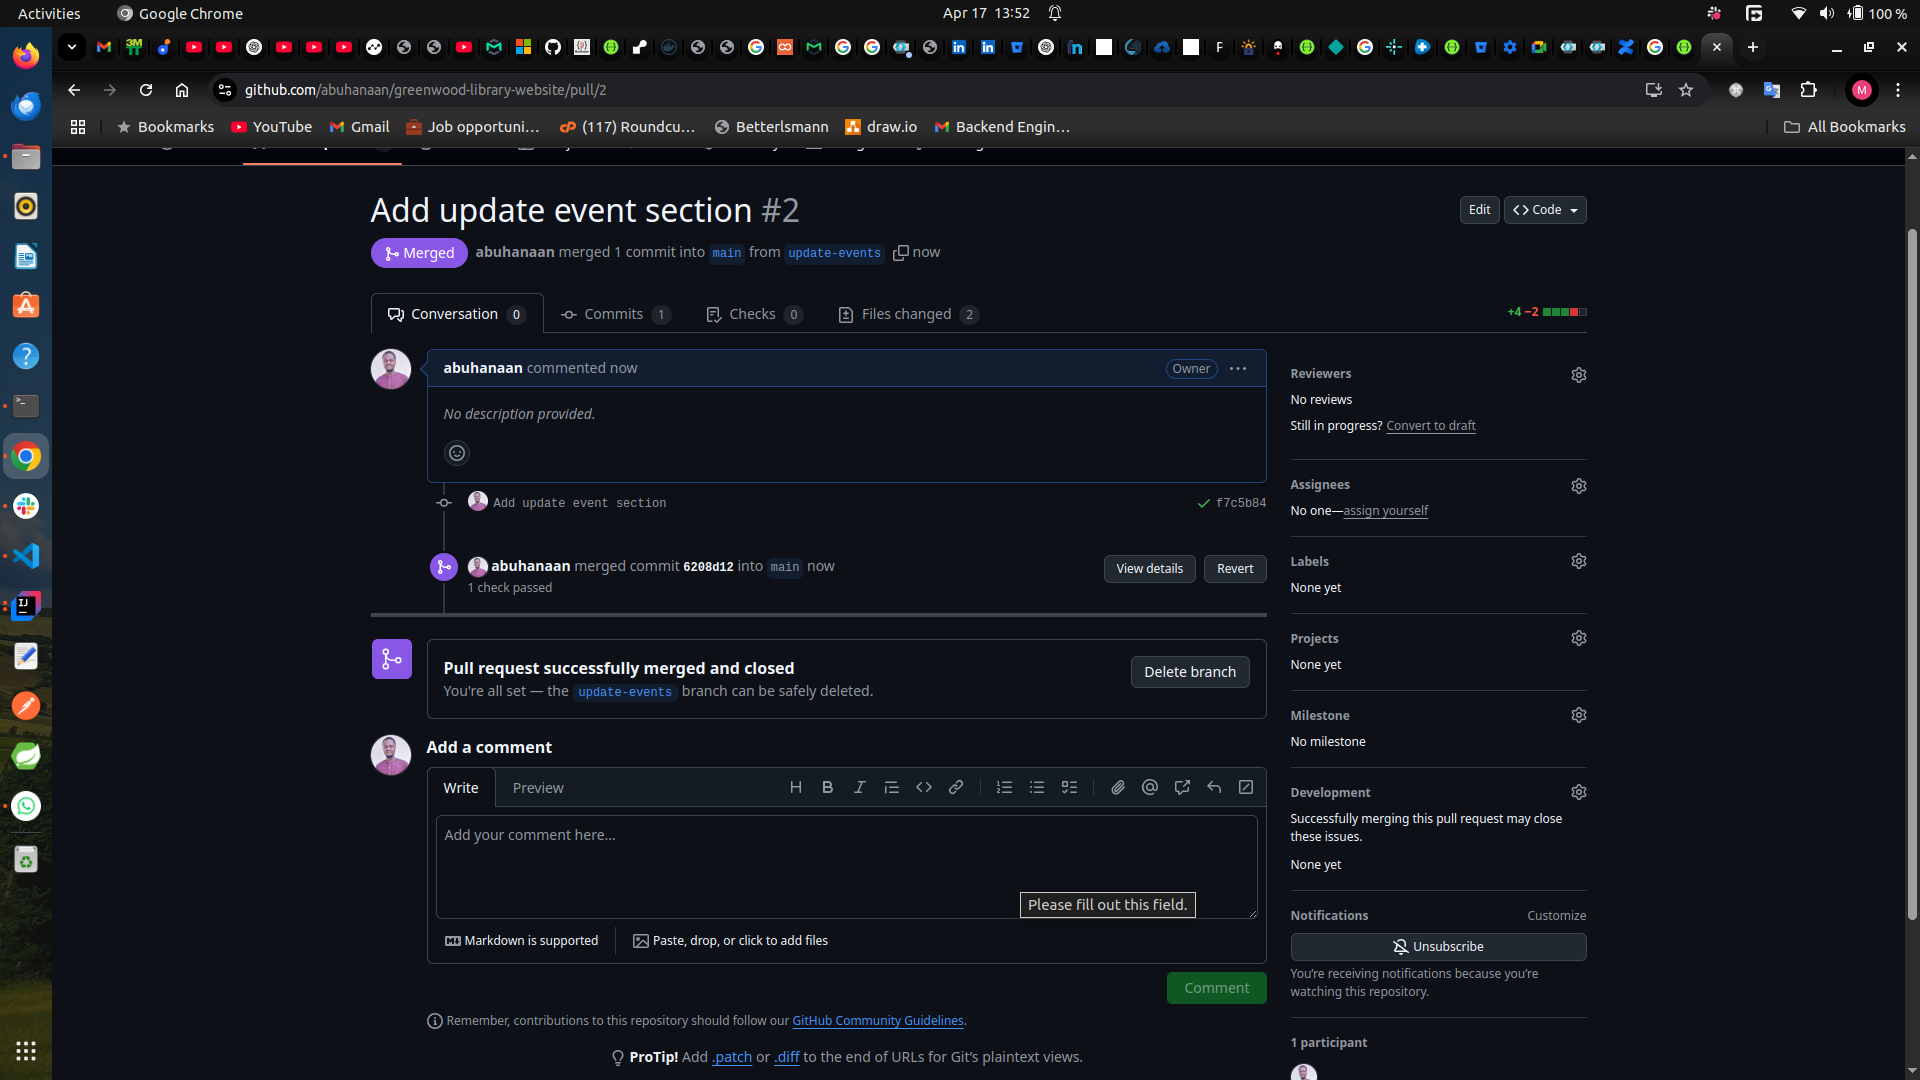 Activities
Google Chrome
Apr 17 13:52
100 %
github.com/abuhanaan/greenwood-library-website/pull/2
M
Bookmarks
YouTube
Gmail
Job opportuni...
(117) Roundcu...
Betterlsmann
draw.io
Backend Engin...
All Bookmarks
Add update event section #2
Edit
Code
Merged
abuhanaan merged 1 commit into main from update-events now
Conversation 0
Commits 1
Checks 0
Files changed 2
+4 −2
abuhanaan commented now
Owner
No description provided.
Add update event section
f7c5b84
abuhanaan merged commit 6208d12 into main now
1 check passed
View details
Revert
Pull request successfully merged and closed
You're all set — the update-events branch can be safely deleted.
Delete branch
Add a comment
Write
Preview
Add your comment here...
Please fill out this field.
Markdown is supported
Paste, drop, or click to add files
Comment
Remember, contributions to this repository should follow our GitHub Community Guidelines.
ProTip! Add .patch or .diff to the end of URLs for Git's plaintext views.
Reviewers
No reviews
Still in progress? Convert to draft
Assignees
No one—assign yourself
Labels
None yet
Projects
None yet
Milestone
No milestone
Development
Successfully merging this pull request may close
these issues.
None yet
Notifications
Customize
Unsubscribe
You're receiving notifications because you're
watching this repository.
1 participant